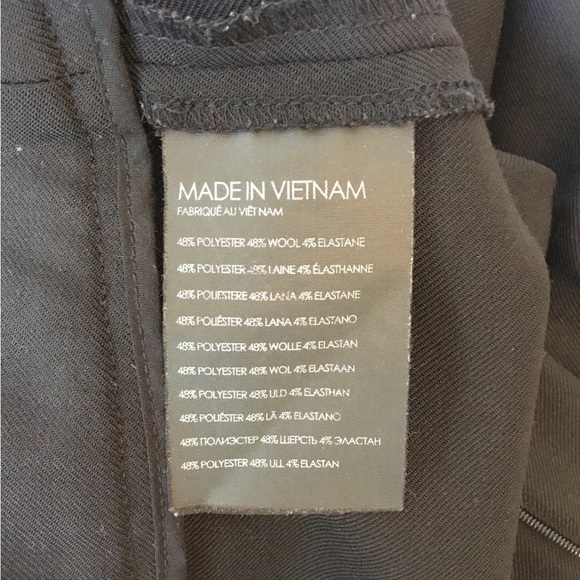 MADE IN VIETNAM
FABRIQUÉ AU VIÊT NAM
48% POLYESTER 48% WOOL 4% ELASTANE
48% POLYESTER 48% LAINE 4% ÉLASTHANNE
48% POLIESTERE 48% LANA 4% ELASTANE
48% POLIÉSTER 48% LANA 4% ELASTANO
48% POLYESTER 48% WOLLE 4% ELASTAN
48% POLYESTER 48% WOL 4% ELASTAAN
48% POLYESTER 48% ULD 4% ELASTHAN
48% POLIÉSTER 48% LÃ 4% ELASTANO
48% ПОЛИЭСТЕР 48% ШЕРСТЬ 4% ЭЛАСТАН
48% POLYESTER 48% ULL 4% ELASTAN